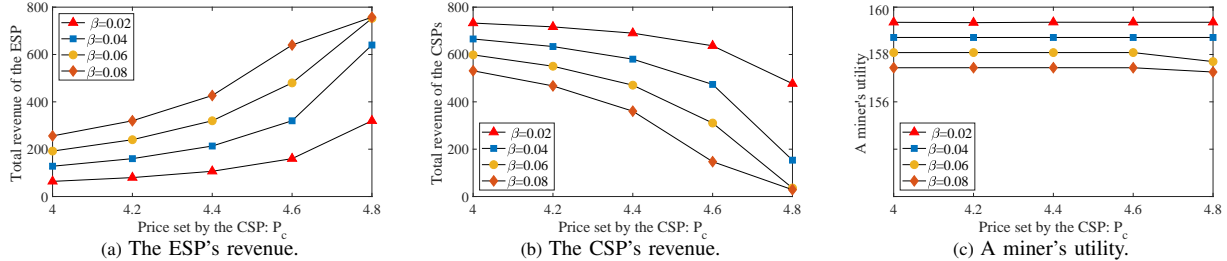 Total revenue of the ESP
800
600
400
200
0
β=0.02
β=0.04
β=0.06
β=0.08
4
4.2
4.4
4.6
4.8
Price set by the CSP: P_c
(a) The ESP's revenue.
Total revenue of the CSPs
800
600
400
200
0
β=0.02
β=0.04
β=0.06
β=0.08
4
4.2
4.4
4.6
4.8
Price set by the CSP: P_c
(b) The CSP's revenue.
A miner's utility
160
158
156
β=0.02
β=0.04
β=0.06
β=0.08
4
4.2
4.4
4.6
4.8
Price set by the CSP: P_c
(c) A miner's utility.